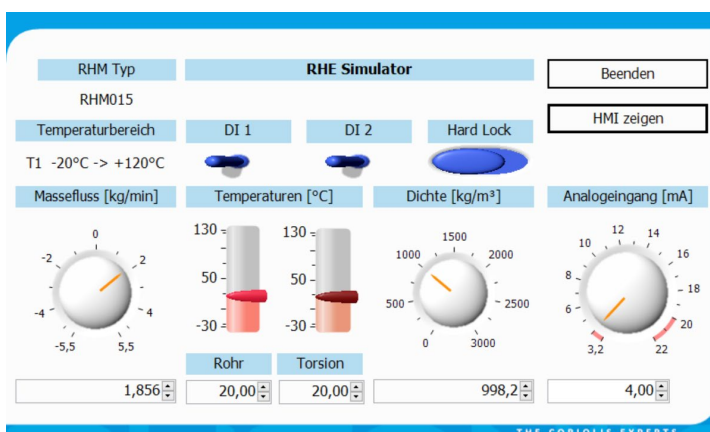 RHM Typ
RHE Simulator
Beenden
RHM015
HMI zeigen
Temperaturbereich
DI 1
DI 2
Hard Lock
T1 -20°C -> +120°C
Massefluss [kg/min]
Temperaturen [°C]
Dichte [kg/m³]
Analogeingang [mA]
0
-2
2
-4
4
-5,5
5,5
130
50
-30
130
50
-30
1500
1000
2000
500
2500
0
3000
12
10
14
16
8
18
6
20
3,2
22
Rohr
Torsion
1,856
20,00
20,00
998,2
4,00
THE CORIOLIS EXPERTS